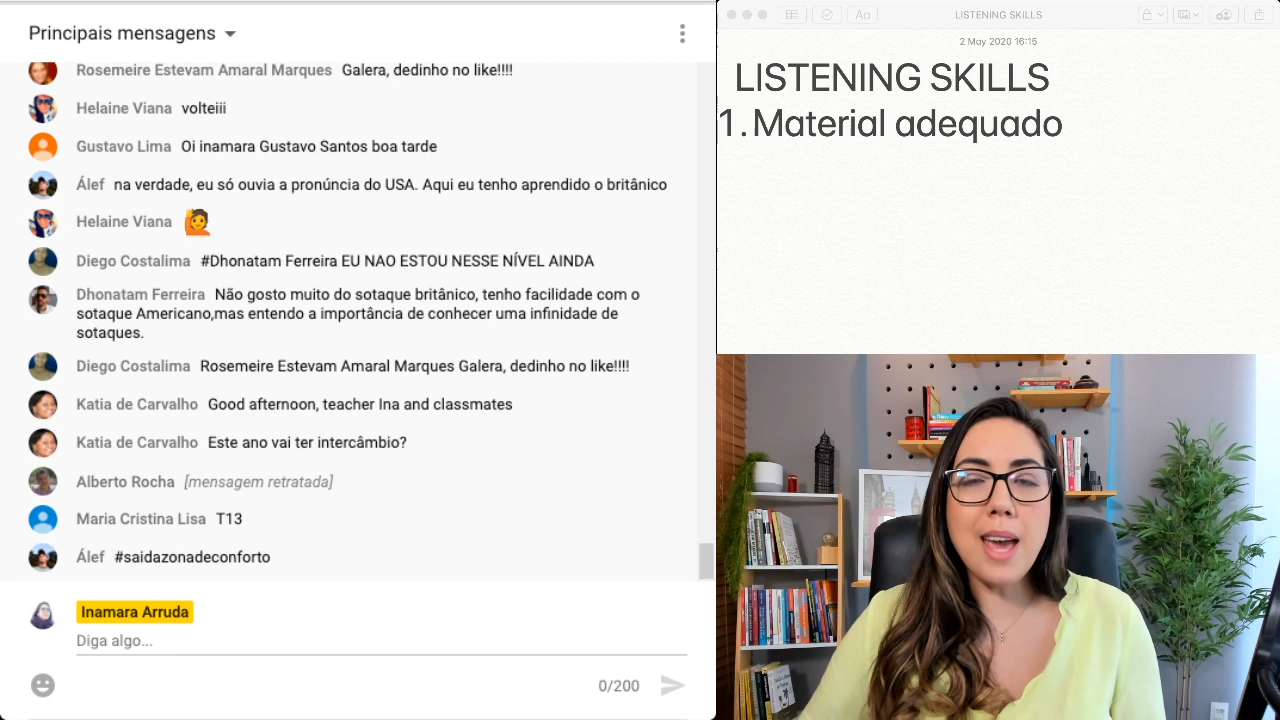 Principais mensagens
Rosemeire Estevam Amaral Marques Galera, dedinho no like!!!!
Helaine Viana volteiii
Gustavo Lima Oi inamara Gustavo Santos boa tarde
Álef na verdade, eu só ouvia a pronúncia do USA. Aqui eu tenho aprendido o britânico
Helaine Viana
Diego Costalima #Dhonatam Ferreira EU NAO ESTOU NESSE NÍVEL AINDA
Dhonatam Ferreira Não gosto muito do sotaque britânico, tenho facilidade com o
sotaque Americano,mas entendo a importância de conhecer uma infinidade de
sotaques.
Diego Costalima Rosemeire Estevam Amaral Marques Galera, dedinho no like!!!!
Katia de Carvalho Good afternoon, teacher Ina and classmates
Katia de Carvalho Este ano vai ter intercâmbio?
Alberto Rocha [mensagem retratada]
Maria Cristina Lisa T13
Álef #saidazonadeconforto
Inamara Arruda
Diga algo...
0/200
Aa
LISTENING SKILLS
2 May 2020 16:15
LISTENING SKILLS
1. Material adequado